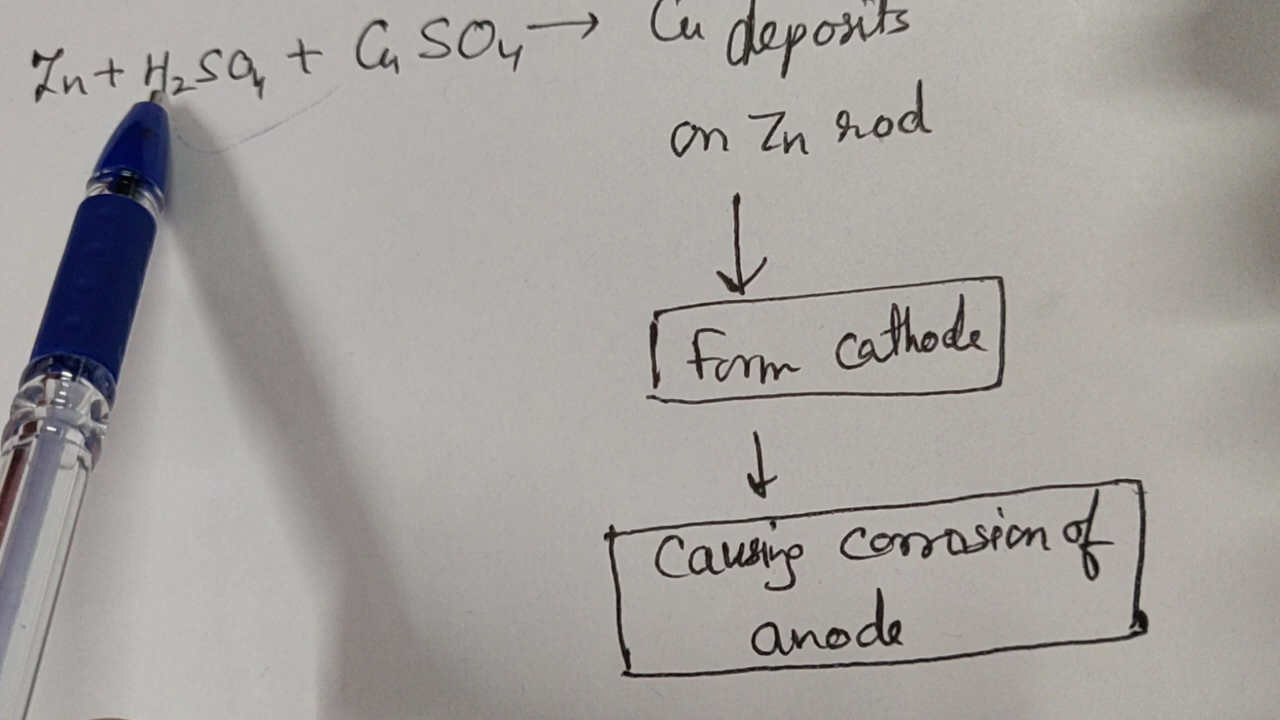 Zn + H2SO4 + CuSO4 → Cu deposits
on Zn rod
↓
Form cathode
↓
Causing corrosion of
anode